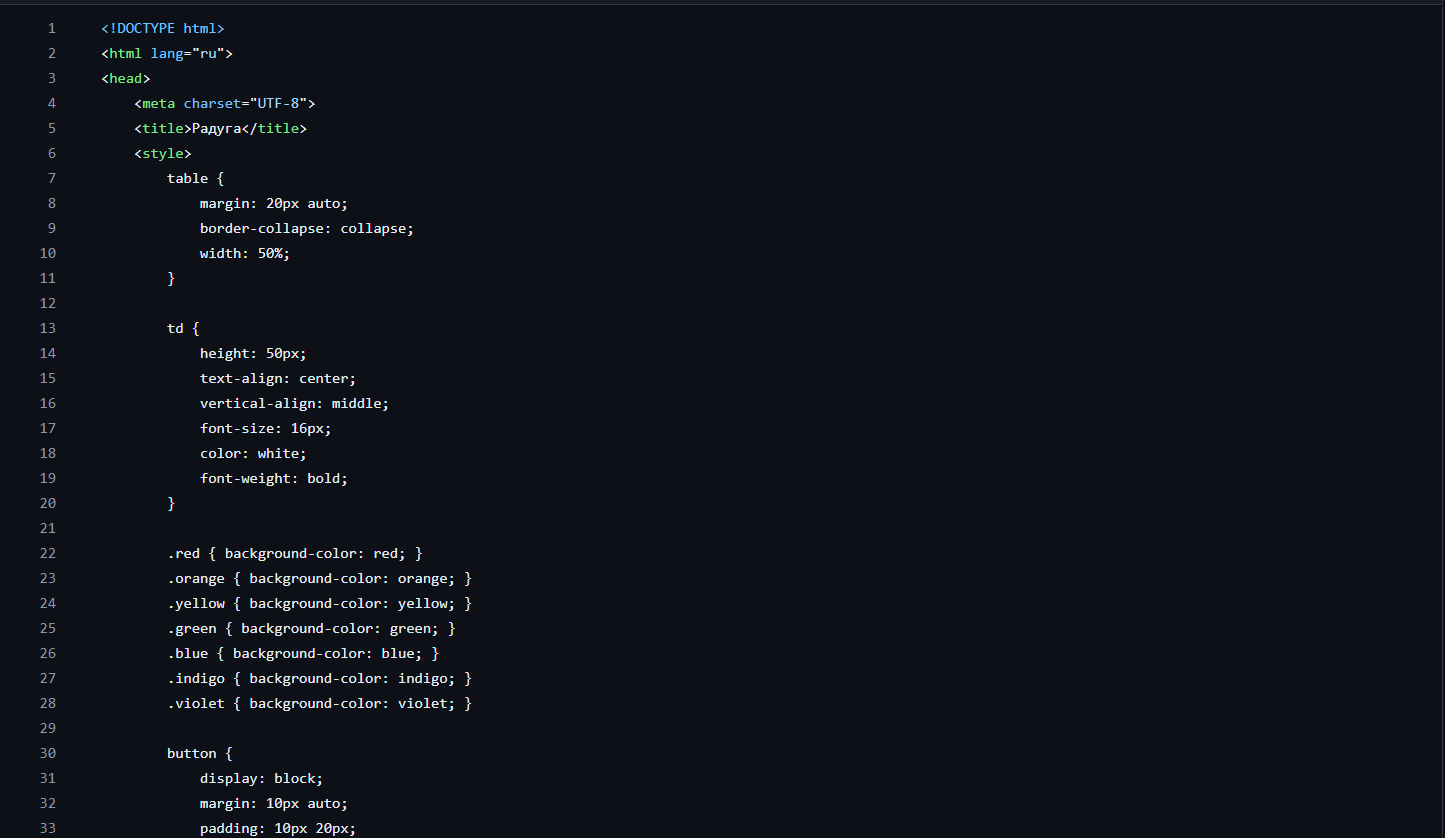 1 <!DOCTYPE html>
2 <html lang="ru">
3 <head>
4     <meta charset="UTF-8">
5     <title>Радуга</title>
6     <style>
7         table {
8             margin: 20px auto;
9             border-collapse: collapse;
10             width: 50%;
11         }
12
13         td {
14             height: 50px;
15             text-align: center;
16             vertical-align: middle;
17             font-size: 16px;
18             color: white;
19             font-weight: bold;
20         }
21
22         .red { background-color: red; }
23         .orange { background-color: orange; }
24         .yellow { background-color: yellow; }
25         .green { background-color: green; }
26         .blue { background-color: blue; }
27         .indigo { background-color: indigo; }
28         .violet { background-color: violet; }
29
30         button {
31             display: block;
32             margin: 10px auto;
33             padding: 10px 20px;